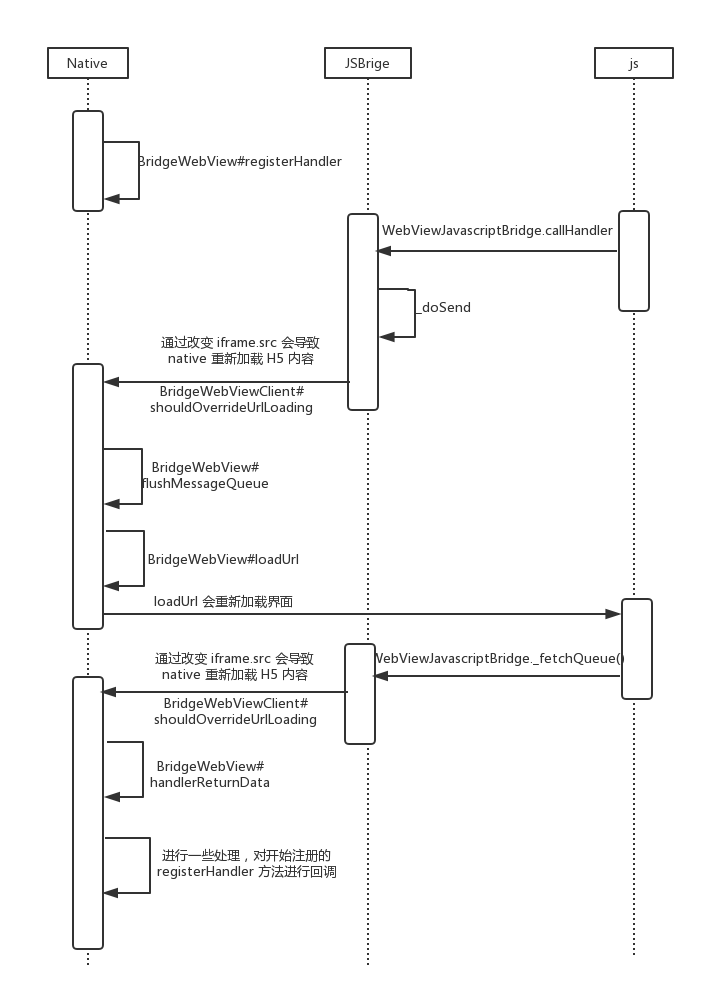 Native
JSBrige
js
BridgeWebView#registerHandler
WebViewJavascriptBridge.callHandler
_doSend
通过改变 iframe.src 会导致
native 重新加载 H5 内容
BridgeWebViewClient#
shouldOverrideUrlLoading
BridgeWebView#
flushMessageQueue
BridgeWebView#loadUrl
loadUrl 会重新加载界面
WebViewJavascriptBridge._fetchQueue()
通过改变 iframe.src 会导致
native 重新加载 H5 内容
BridgeWebViewClient#
shouldOverrideUrlLoading
BridgeWebView#
handlerReturnData
进行一些处理，对开始注册的
registerHandler 方法进行回调